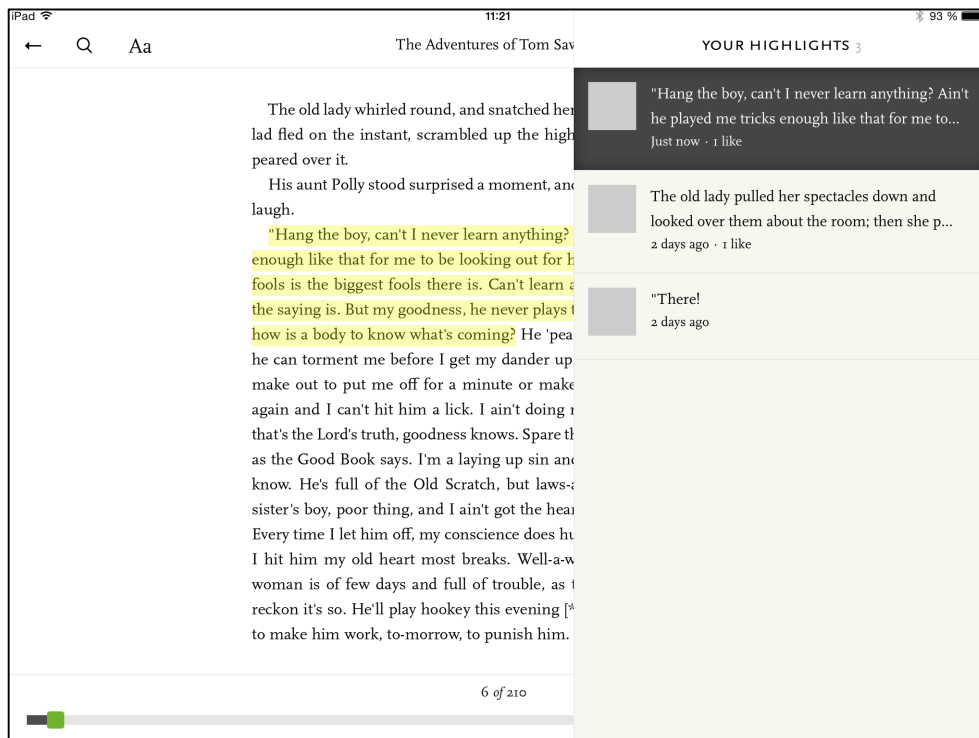 iPad
11:21
93 %
Aa
The Adventures of Tom Saw
YOUR HIGHLIGHTS 3
The old lady whirled round, and snatched her
lad fled on the instant, scrambled up the high
peared over it.
His aunt Polly stood surprised a moment, and
laugh.
"Hang the boy, can't I never learn anything?
enough like that for me to be looking out for h
fools is the biggest fools there is. Can't learn a
the saying is. But my goodness, he never plays t
how is a body to know what's coming? He 'pea
he can torment me before I get my dander up
make out to put me off for a minute or make
again and I can't hit him a lick. I ain't doing
that's the Lord's truth, goodness knows. Spare th
as the Good Book says. I'm a laying up sin and
know. He's full of the Old Scratch, but laws-a
sister's boy, poor thing, and I ain't got the hear
Every time I let him off, my conscience does hu
I hit him my old heart most breaks. Well-a-w
woman is of few days and full of trouble, as t
reckon it's so. He'll play hookey this evening [*
to make him work, to-morrow, to punish him.
6 of 210
"Hang the boy, can't I never learn anything? Ain't
he played me tricks enough like that for me to...
Just now · 1 like
The old lady pulled her spectacles down and
looked over them about the room; then she p...
2 days ago · 1 like
"There!
2 days ago